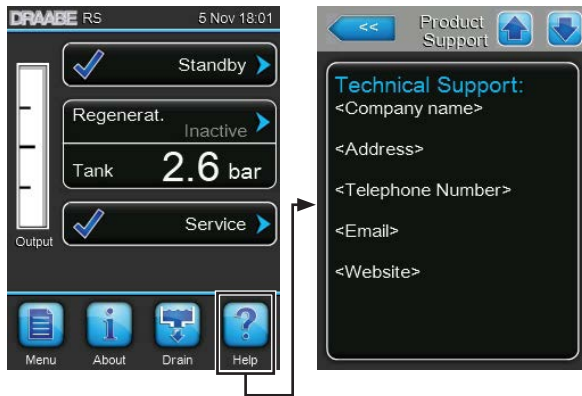 DRAABE RS 5 Nov 18:01
Standby
Regenerat.
Inactive
Tank 2.6 bar
Service
Output
Menu About Drain Help
<< Product
Support
Technical Support:
<Company name>
<Address>
<Telephone Number>
<Email>
<Website>